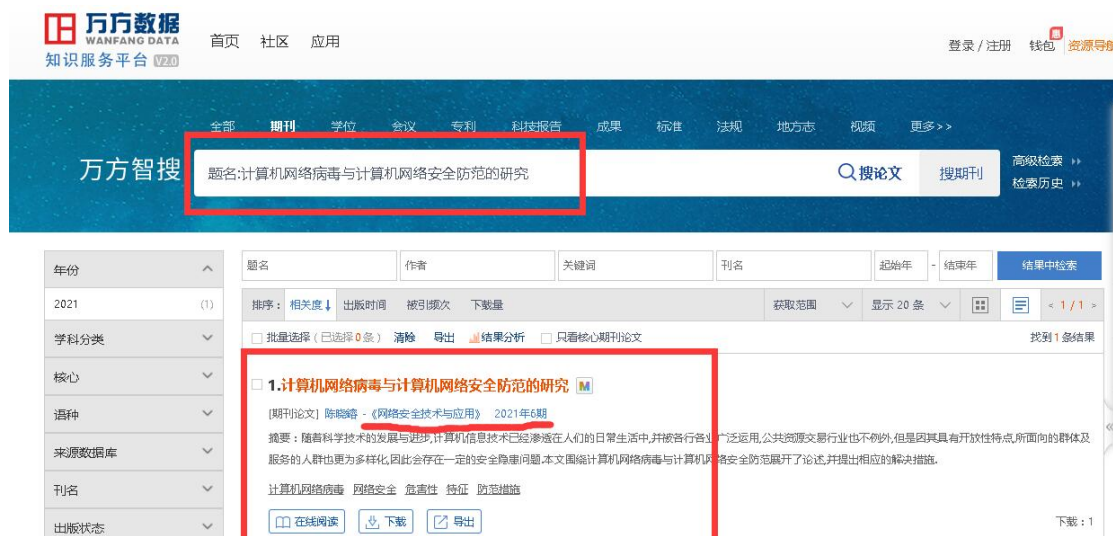 万方数据
WANFANG DATA
知识服务平台 V2.0
首页 社区 应用
登录 / 注册 钱包 惠 资源导航
全部 期刊 学位 会议 专利 科技报告 成果 标准 法规 地方志 视频 更多>>
万方智搜
题名:计算机网络病毒与计算机网络安全防范的研究
搜论文 搜期刊
高级检索
检索历史
年份
2021 (1)
学科分类
核心
语种
来源数据库
刊名
出版状态
题名 作者 关键词 刊名 起始年 - 结束年 结果中检索
排序: 相关度 出版时间 被引频次 下载量 获取范围 显示 20 条 < 1 / 1 >
批量选择 (已选择 0 条) 清除 导出 结果分析 只看核心期刊论文 找到 1 条结果
1.计算机网络病毒与计算机网络安全防范的研究 M
[期刊论文] 陈晓 -《网络安全技术与应用》 2021年6期
摘要:随着科学技术的发展与进步,计算机信息技术已经渗透在人们的日常生活中,并被各行各业广泛运用,公共资源交易行业也不例外,但是因其具有开放性特点,所面向的群体及
服务的人群也更为多样化,因此会存在一定的安全隐患问题.本文围绕计算机网络病毒与计算机网络安全防范展开了论述,并提出相应的解决措施.
计算机网络病毒 网络安全 危害性 特征 防范措施
在线阅读 下载 导出 下载:1